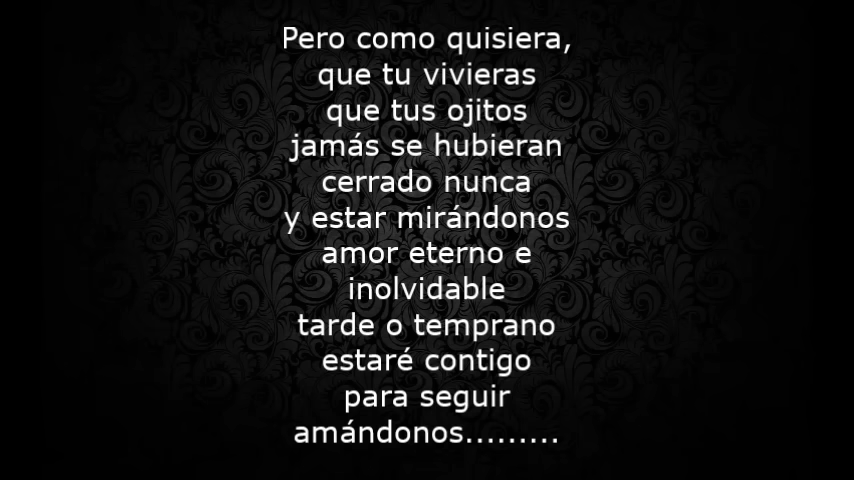 Pero como quisiera,
que tu vivieras
que tus ojitos
jamás se hubieran
cerrado nunca
y estar mirándonos
amor eterno e
inolvidable
tarde o temprano
estaré contigo
para seguir
amándonos.........